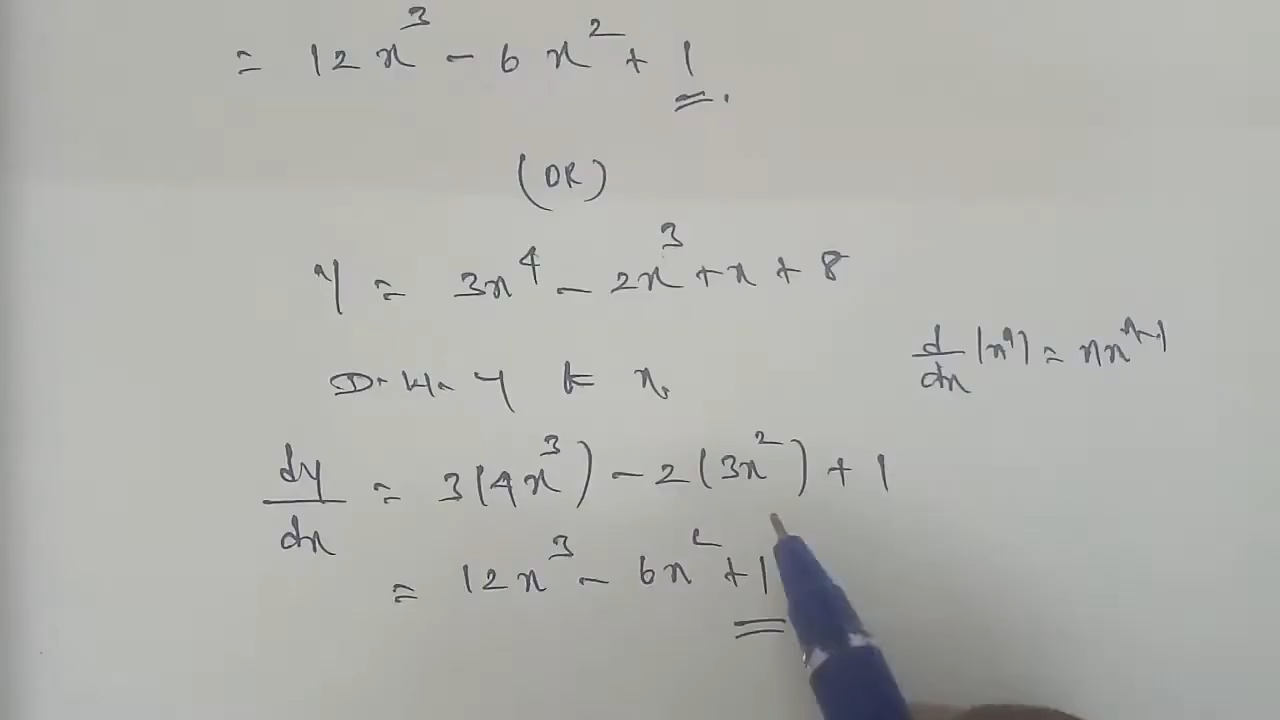 = 12x³ - 6x² + 1.
(OR)
y = 3x⁴ - 2x³ + x + 8
D. w. r to x.
d/dx (xⁿ) = nxⁿ⁻¹
dy/dx = 3(4x³) - 2(3x²) + 1
= 12x³ - 6x² + 1